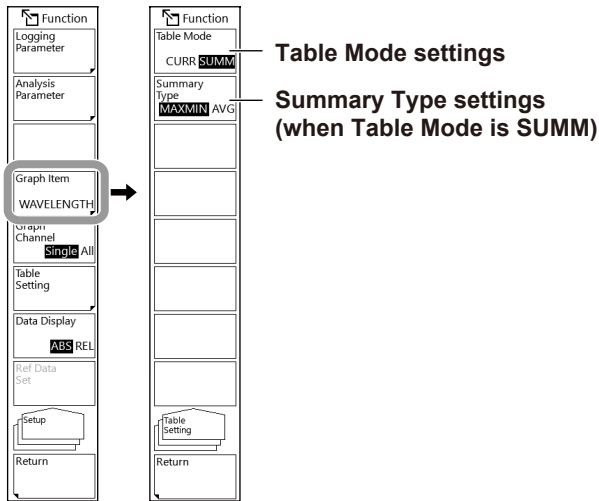 Function
Logging
Parameter
Analysis
Parameter
Graph Item
WAVELENGTH
Graph
Channel
Single All
Table
Setting
Data Display
ABS REL
Ref Data
Set
Setup
Return
Function
Table Mode
CURR SUMM
Summary
Type
MAXMIN AVG
Table
Setting
Return
Table Mode settings
Summary Type settings
(when Table Mode is SUMM)